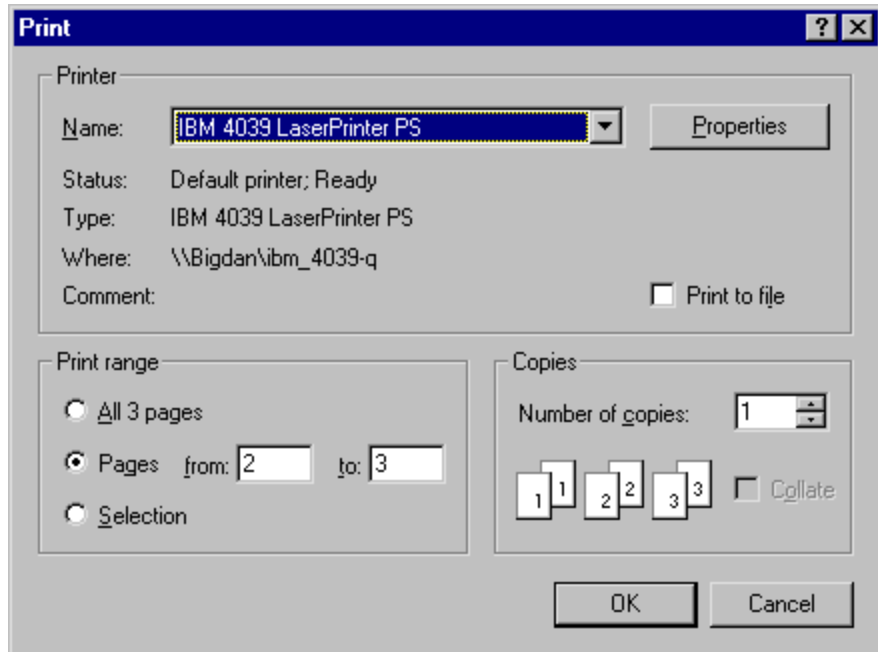 Print
Printer
Name: IBM 4039 LaserPrinter PS Properties
Status: Default printer; Ready
Type: IBM 4039 LaserPrinter PS
Where: \\Bigdan\ibm_4039-q
Comment: Print to file
Print range
All 3 pages
Pages from: 2 to: 3
Selection
Copies
Number of copies: 1
1 1 2 2 3 3 Collate
OK Cancel